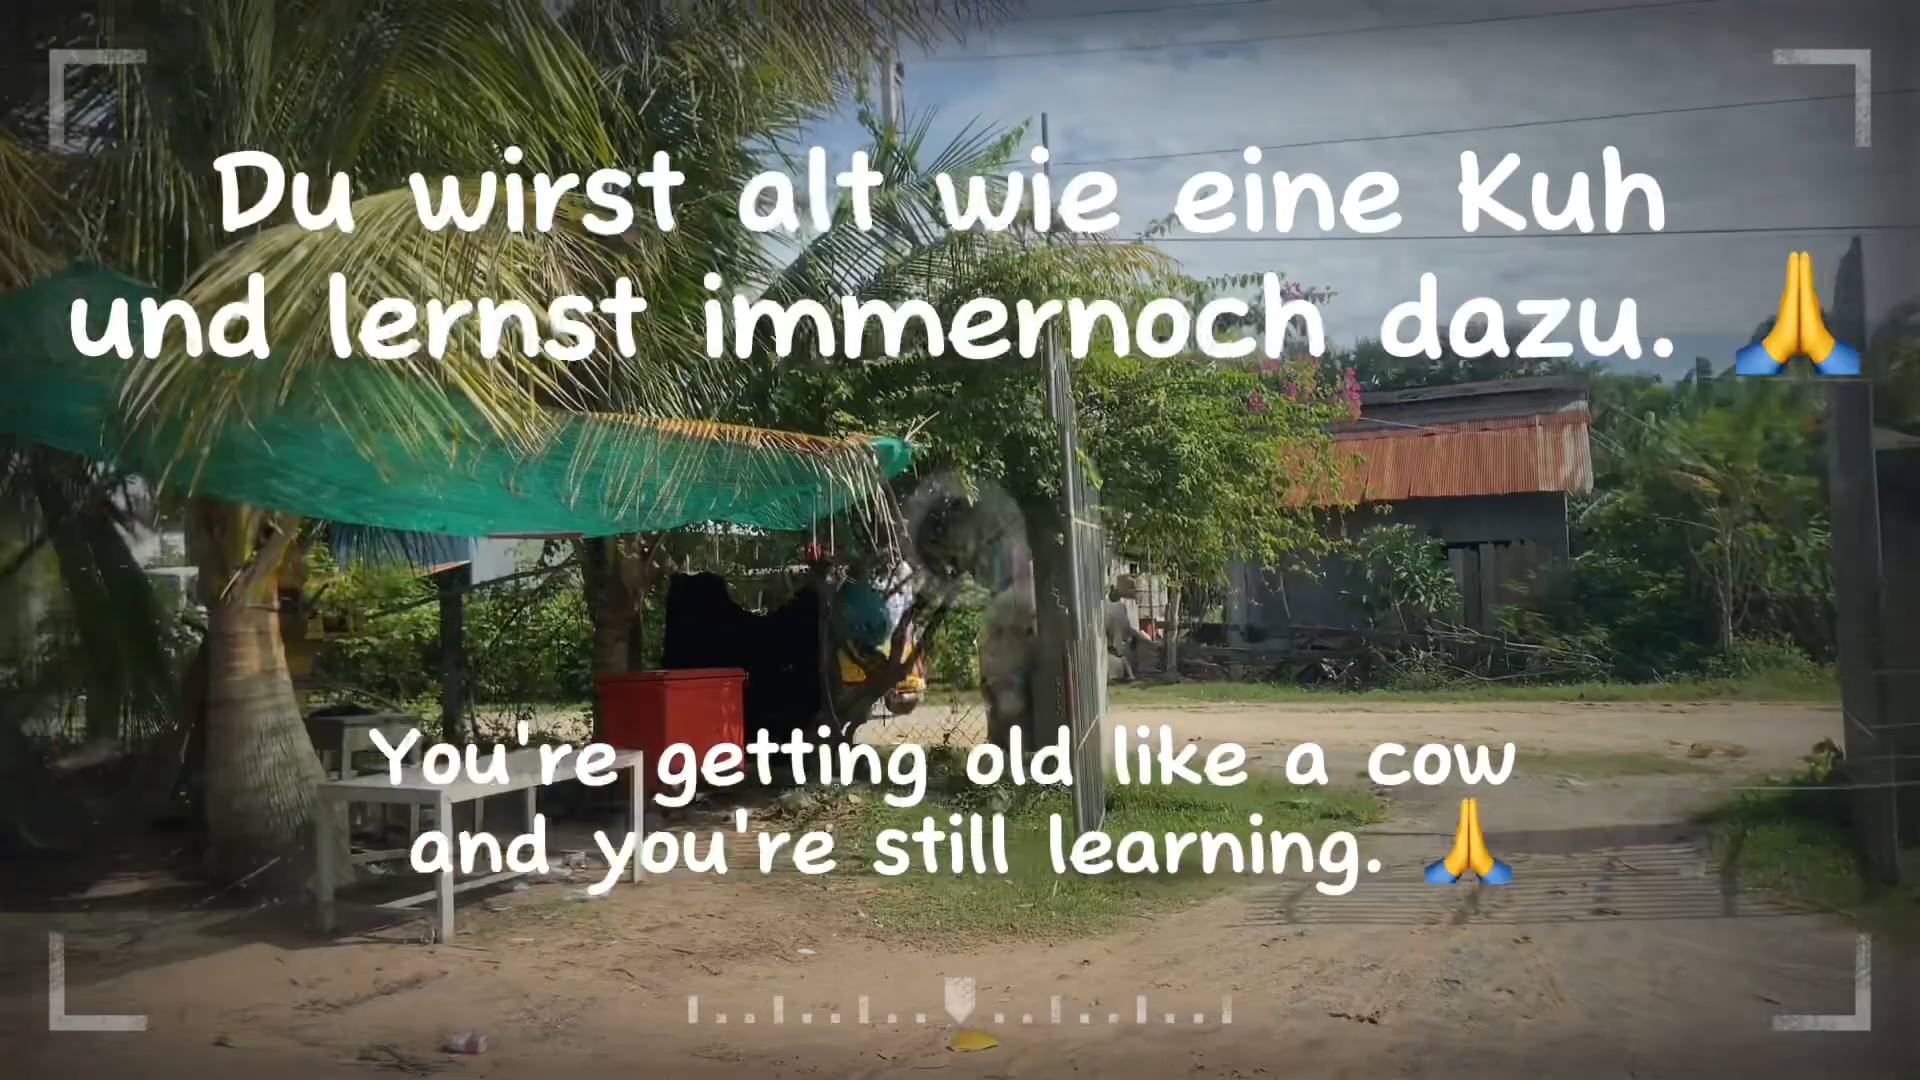 Du wirst alt wie eine Kuh
und lernst immernoch dazu. 🙏
You're getting old like a cow
and you're still learning. 🙏